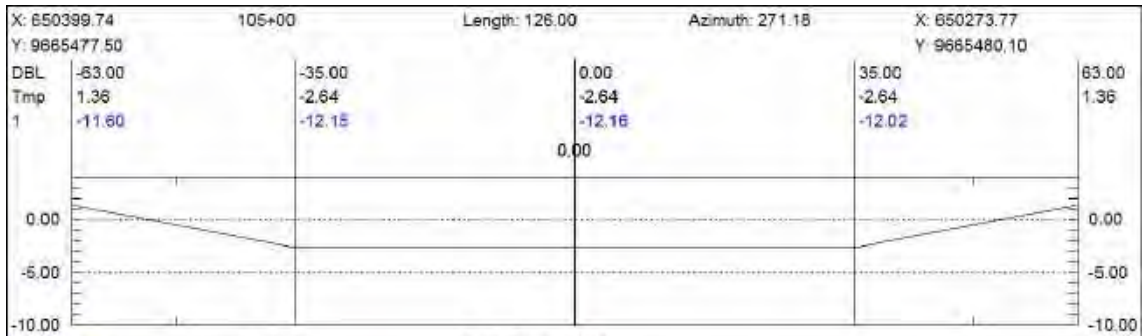 X: 650399.74 105+00 Length: 126.00 Azimuth: 271.18 X: 650273.77
Y: 9665477.50 Y: 9665480.10
DBL -63.00 -35.00 0.00 35.00 63.00
Tmp 1.36 -2.64 -2.64 -2.64 1.36
1 -11.60 -12.15 -12.16 -12.02
0.00
0.00 0.00
-5.00 -5.00
-10.00 -10.00